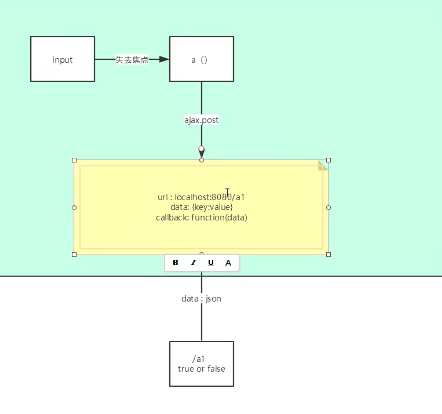 input
失去焦点
a（）
ajax.post
url : localhost:8080/a1
data: {key:value}
callback: function(data)
B I U A
data : json
/a1
true or false